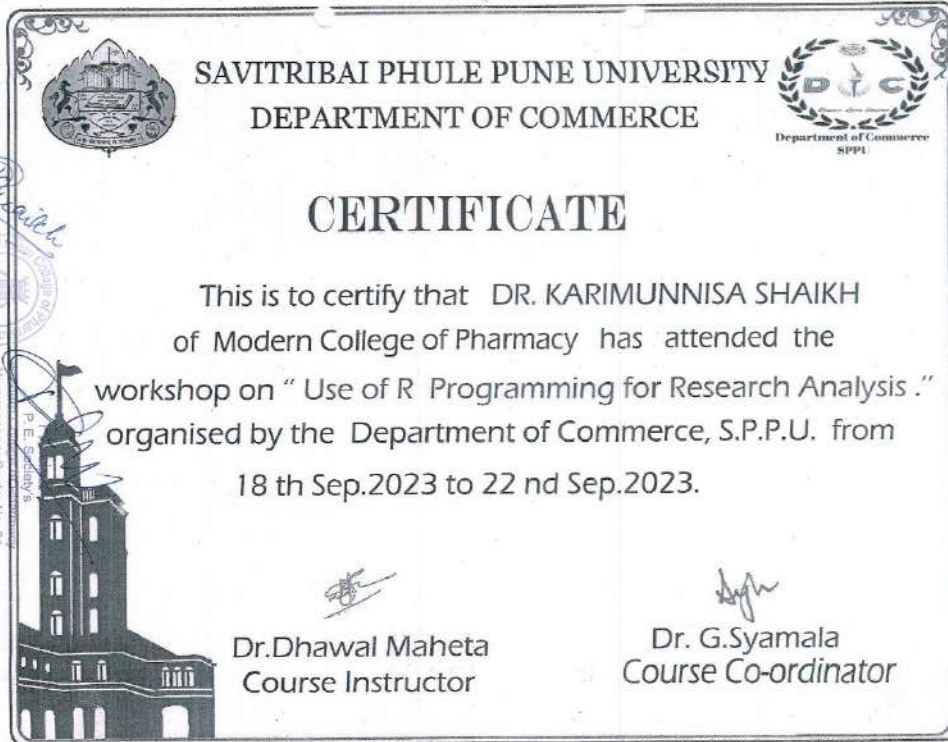 SAVITRIBAI PHULE PUNE UNIVERSITY
DEPARTMENT OF COMMERCE
D C
Department of Commerce
SPPU
CERTIFICATE
This is to certify that DR. KARIMUNNISA SHAIKH
of Modern College of Pharmacy has attended the
workshop on “ Use of R Programming for Research Analysis .”
organised by the Department of Commerce, S.P.P.U. from
18 th Sep.2023 to 22 nd Sep.2023.
Dr.Dhawal Maheta
Course Instructor
Dr. G.Syamala
Course Co-ordinator
P. E. Society's